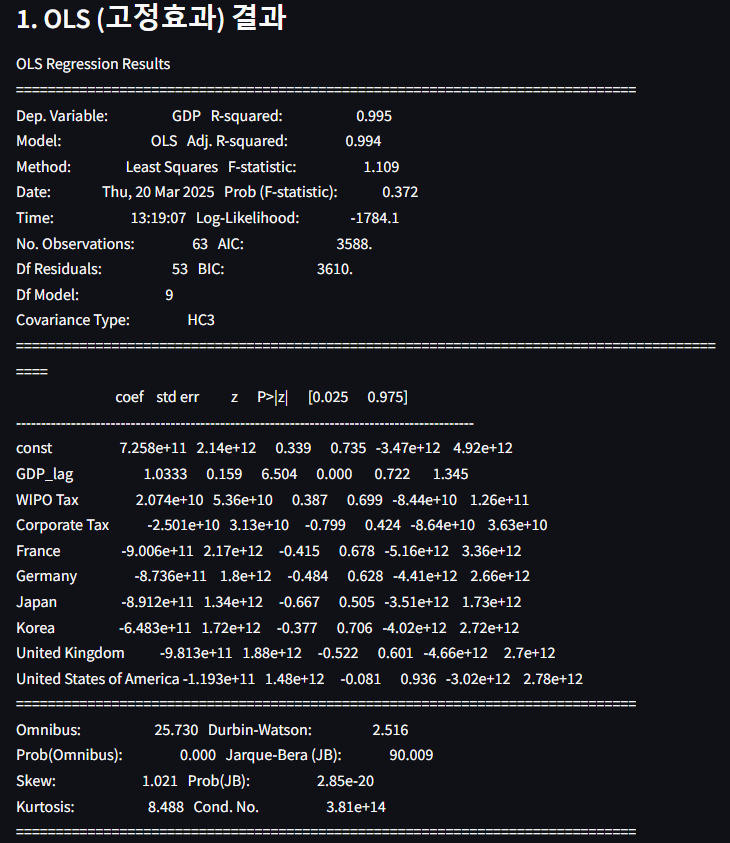 1. OLS (고정효과) 결과
OLS Regression Results
==============================================================================
Dep. Variable: GDP R-squared: 0.995
Model: OLS Adj. R-squared: 0.994
Method: Least Squares F-statistic: 1.109
Date: Thu, 20 Mar 2025 Prob (F-statistic): 0.372
Time: 13:19:07 Log-Likelihood: -1784.1
No. Observations: 63 AIC: 3588.
Df Residuals: 53 BIC: 3610.
Df Model: 9
Covariance Type: HC3
========================================================================================
====
coef std err z P>|z| [0.025 0.975]
--------------------------------------------------------------------------------------------
const 7.258e+11 2.14e+12 0.339 0.735 -3.47e+12 4.92e+12
GDP_lag 1.0333 0.159 6.504 0.000 0.722 1.345
WIPO Tax 2.074e+10 5.36e+10 0.387 0.699 -8.44e+10 1.26e+11
Corporate Tax -2.501e+10 3.13e+10 -0.799 0.424 -8.64e+10 3.63e+10
France -9.006e+11 2.17e+12 -0.415 0.678 -5.16e+12 3.36e+12
Germany -8.736e+11 1.8e+12 -0.484 0.628 -4.41e+12 2.66e+12
Japan -8.912e+11 1.34e+12 -0.667 0.505 -3.51e+12 1.73e+12
Korea -6.483e+11 1.72e+12 -0.377 0.706 -4.02e+12 2.72e+12
United Kingdom -9.813e+11 1.88e+12 -0.522 0.601 -4.66e+12 2.7e+12
United States of America -1.193e+11 1.48e+12 -0.081 0.936 -3.02e+12 2.78e+12
==============================================================================
Omnibus: 25.730 Durbin-Watson: 2.516
Prob(Omnibus): 0.000 Jarque-Bera (JB): 90.009
Skew: 1.021 Prob(JB): 2.85e-20
Kurtosis: 8.488 Cond. No. 3.81e+14
==============================================================================